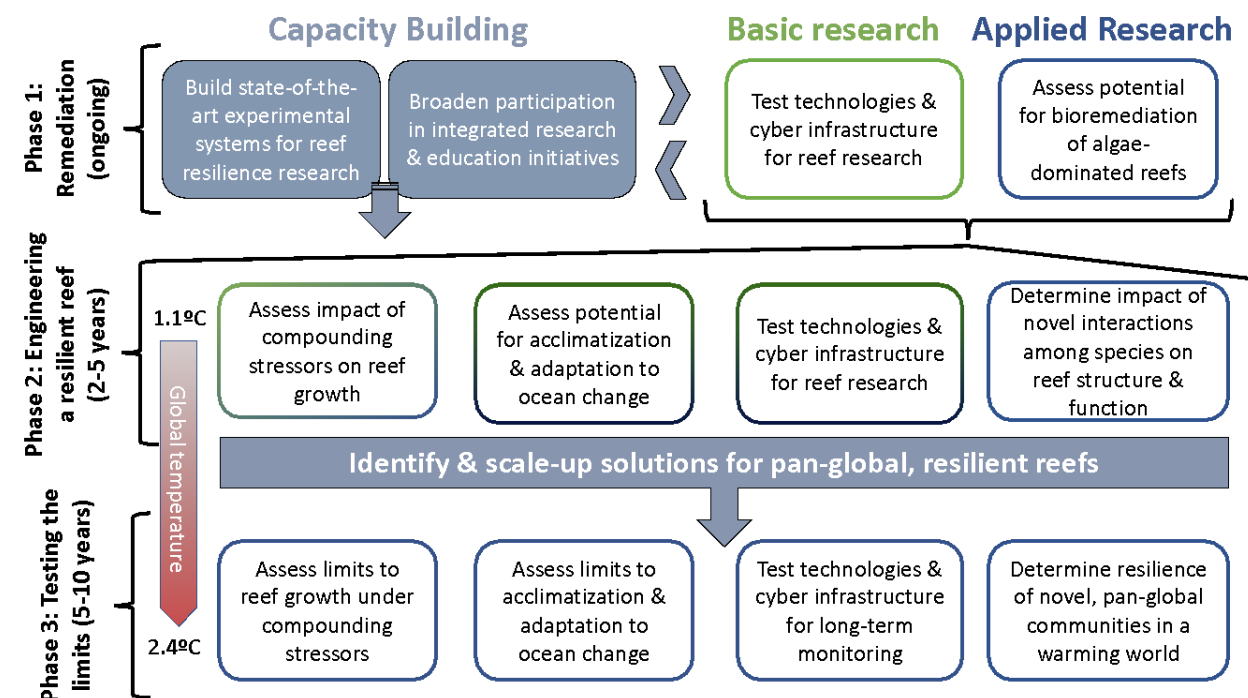 Capacity Building
Basic research
Applied Research
Phase 1:
Remediation
(ongoing)
Build state-of-the-
art experimental
systems for reef
resilience research
Broaden participation
in integrated research
& education initiatives
Test technologies &
cyber infrastructure
for reef research
Assess potential
for bioremediation
of algae-
dominated reefs
Phase 2: Engineering
a resilient reef
(2-5 years)
1.1ºC
Global temperature
2.4ºC
Assess impact of
compounding
stressors on reef
growth
Assess potential
for acclimatization
& adaptation to
ocean change
Test technologies &
cyber infrastructure
for reef research
Determine impact of
novel interactions
among species on
reef structure &
function
Identify & scale-up solutions for pan-global, resilient reefs
Phase 3: Testing the
limits (5-10 years)
Assess limits to
reef growth under
compounding
stressors
Assess limits to
acclimatization &
adaptation to
ocean change
Test technologies &
cyber infrastructure
for long-term
monitoring
Determine resilience
of novel, pan-global
communities in a
warming world